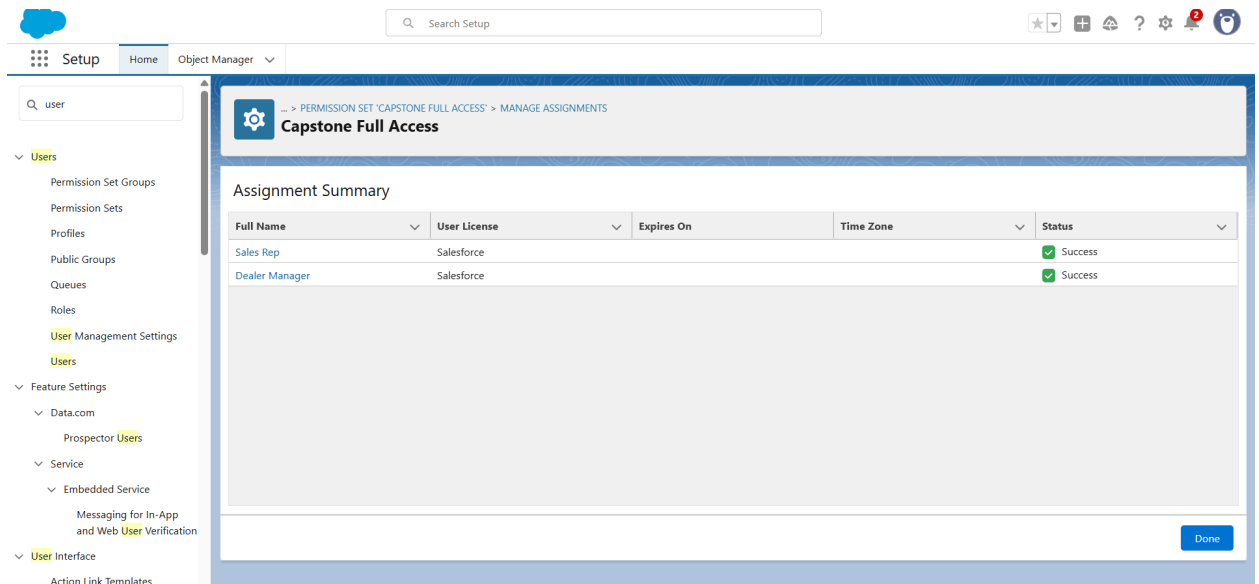 Search Setup
2
Setup
Home
Object Manager
user
Users
Permission Set Groups
Permission Sets
Profiles
Public Groups
Queues
Roles
User Management Settings
Users
Feature Settings
Data.com
Prospector Users
Service
Embedded Service
Messaging for In-App
and Web User Verification
User Interface
Action Link Templates
... > PERMISSION SET 'CAPSTONE FULL ACCESS' > MANAGE ASSIGNMENTS
Capstone Full Access
Assignment Summary
Full Name User License Expires On Time Zone Status
Sales Rep Salesforce Success
Dealer Manager Salesforce Success
Done